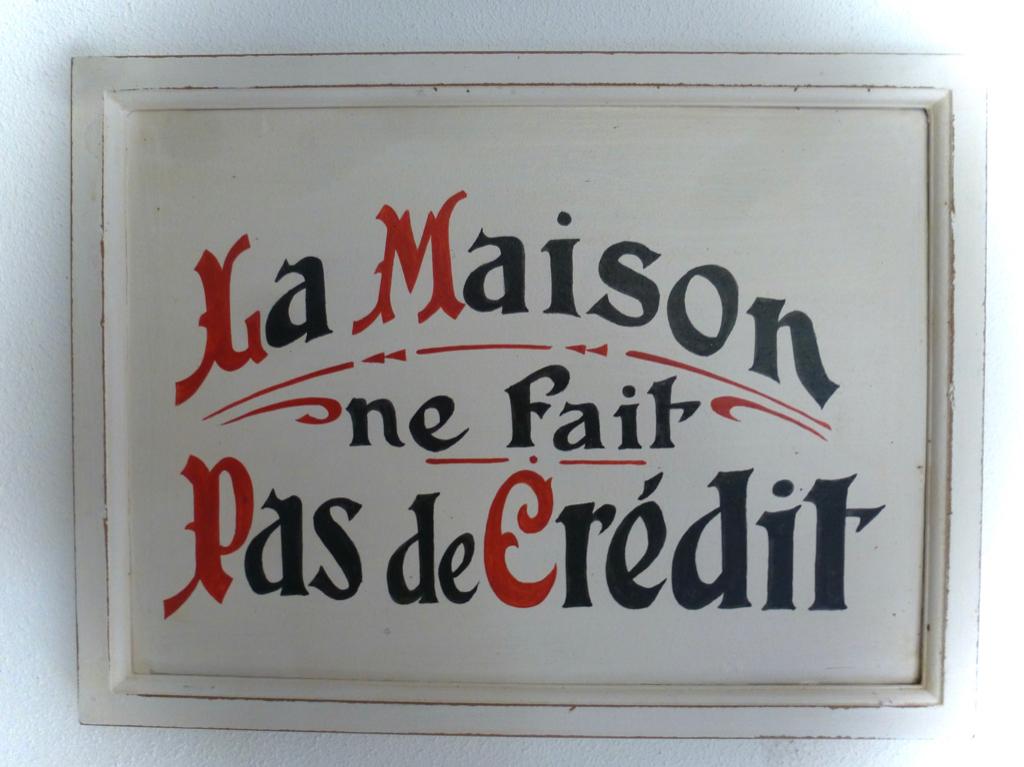 La Maison
ne fait
Pas de Crédit